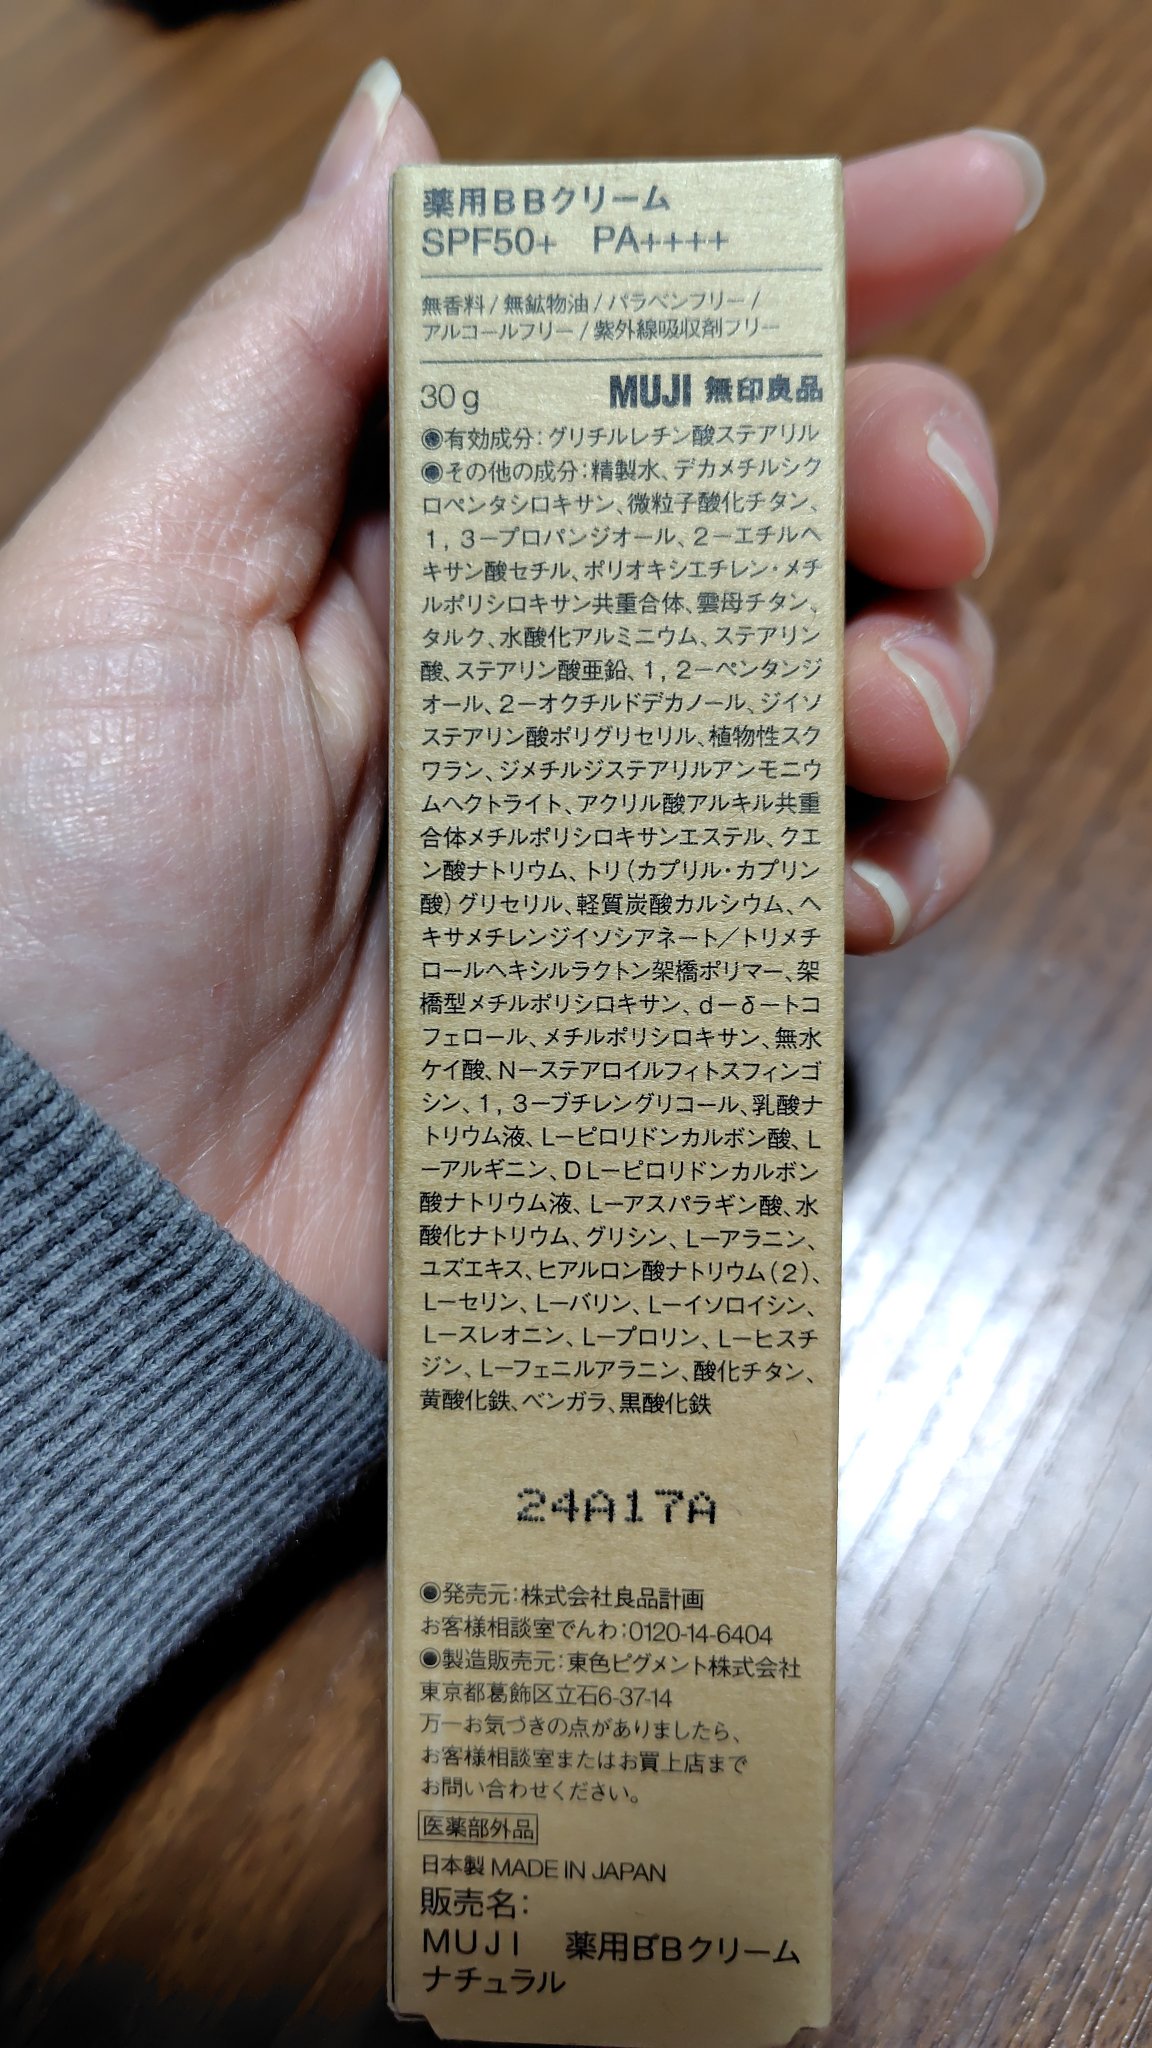 薬用BBクリーム
SPF50+　PA++++
無香料/無鉱物油/パラベンフリー/
アルコールフリー/紫外線吸収剤フリー
30g　MUJI 無印良品
◉有効成分：グリチルレチン酸ステアリル
◉その他の成分：精製水、デカメチルシク
ロペンタシロキサン、微粒子酸化チタン、
1，3－プロパンジオール、2－エチルヘ
キサン酸セチル、ポリオキシエチレン・メチ
ルポリシロキサン共重合体、雲母チタン、
タルク、水酸化アルミニウム、ステアリン
酸、ステアリン酸亜鉛、1，2－ペンタンジ
オール、2－オクチルドデカノール、ジイソ
ステアリン酸ポリグリセリル、植物性スク
ワラン、ジメチルジステアリルアンモニウ
ムヘクトライト、アクリル酸アルキル共重
合体メチルポリシロキサンエステル、クエ
ン酸ナトリウム、トリ（カプリル・カプリン
酸）グリセリル、軽質炭酸カルシウム、ヘ
キサメチレンジイソシアネート／トリメチ
ロールヘキシルラクトン架橋ポリマー、架
橋型メチルポリシロキサン、d－δ－トコ
フェロール、メチルポリシロキサン、無水
ケイ酸、N－ステアロイルフィトスフィンゴ
シン、1，3－ブチレングリコール、乳酸ナ
トリウム液、L－ピロリドンカルボン酸、L
－アルギニン、DL－ピロリドンカルボン
酸ナトリウム液、L－アスパラギン酸、水
酸化ナトリウム、グリシン、L－アラニン、
ユズエキス、ヒアルロン酸ナトリウム（2）、
L－セリン、L－バリン、L－イソロイシン、
L－スレオニン、L－プロリン、L－ヒスチ
ジン、L－フェニルアラニン、酸化チタン、
黄酸化鉄、ベンガラ、黒酸化鉄
24A17A
◉発売元：株式会社良品計画
お客様相談室でんわ：0120-14-6404
◉製造販売元：東色ピグメント株式会社
東京都葛飾区立石6-37-14
万一お気づきの点がありましたら、
お客様相談室またはお買上店まで
お問い合わせください。
医薬部外品
日本製 MADE IN JAPAN
販売名：
MUJI　薬用BBクリーム
ナチュラル